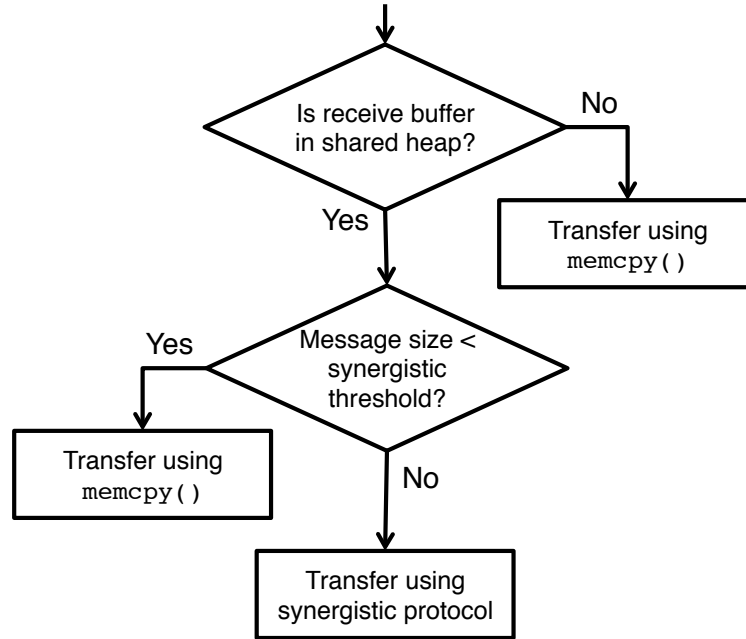 Is receive buffer
in shared heap?
No
Yes
Transfer using
memcpy()
Message size <
synergistic
threshold?
Yes
Transfer using
memcpy()
No
Transfer using
synergistic protocol